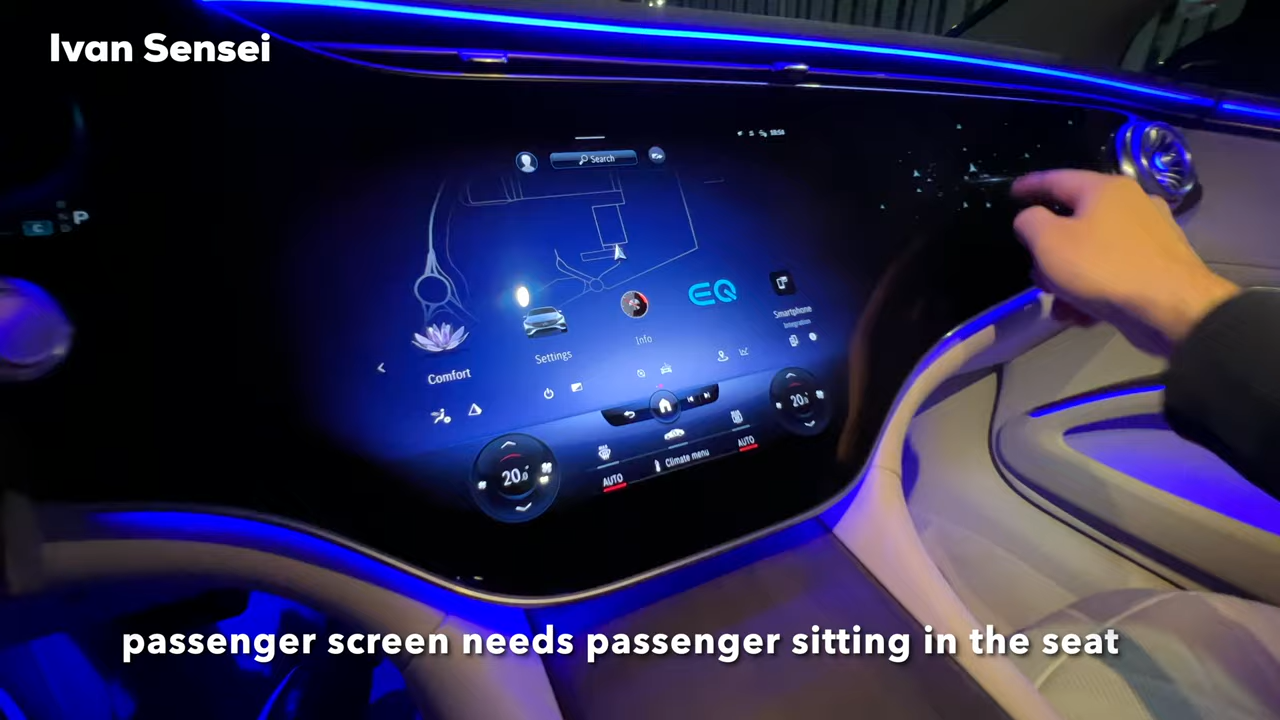 Ivan Sensei
Search
P
C
EQ
Smartphone
Integration
Info
Settings
Comfort
20.0
20.5
AUTO
Climate menu
AUTO
passenger screen needs passenger sitting in the seat